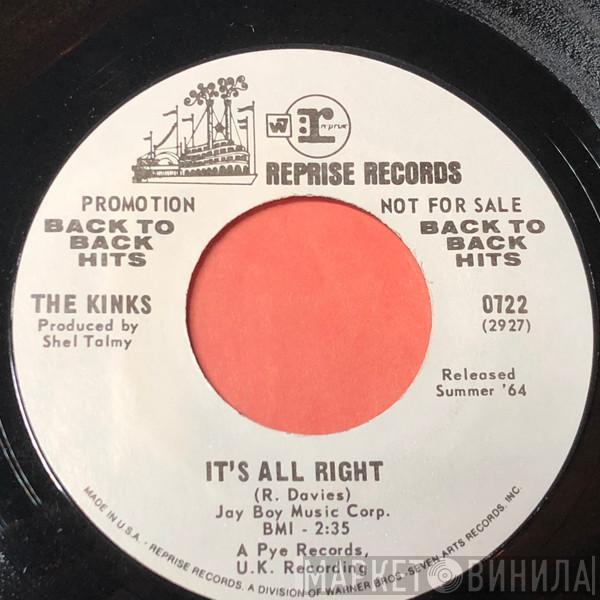 W
r
REPRISE RECORDS
PROMOTION
NOT FOR SALE
BACK TO
BACK
HITS
BACK TO
BACK
HITS
THE KINKS
Produced by
Shel Talmy
0722
(2927)
Released
Summer '64
IT'S ALL RIGHT
(R. Davies)
Jay Boy Music Corp.
BMI - 2:35
A Pye Records,
U.K. Recording
MADE IN U.S.A. - REPRISE RECORDS, A DIVISION OF WARNER BROS.-SEVEN ARTS RECORDS, INC.
МАРКЕТ ВИНИЛА